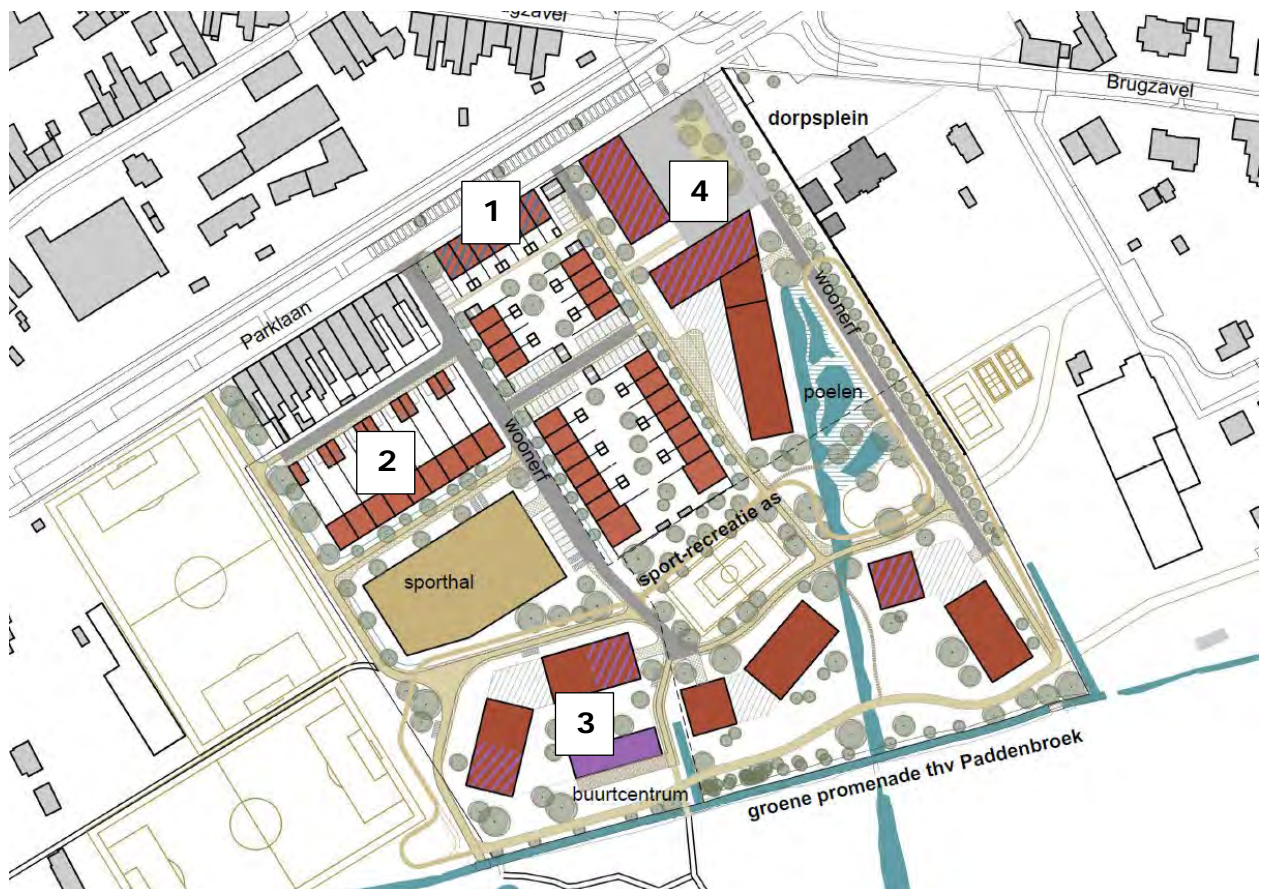 gzavel
Brugzavel
dorpsplein
4
1
Parklaan
woonerf
poelen
2
woonerf
sport-recreatie as
sporthal
3
buurtcentrum
groene promenade thv Paddenbroek